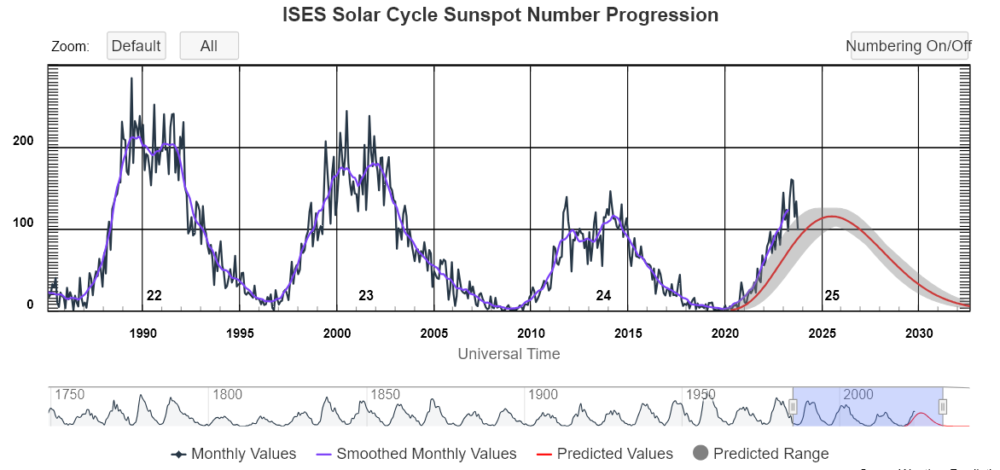 ISES Solar Cycle Sunspot Number Progression
Zoom: Default All Numbering On/Off
200
100
0
22 23 24 25
1990 1995 2000 2005 2010 2015 2020 2025 2030
Universal Time
1750 1800 1850 1900 1950 2000
Monthly Values Smoothed Monthly Values Predicted Values Predicted Range